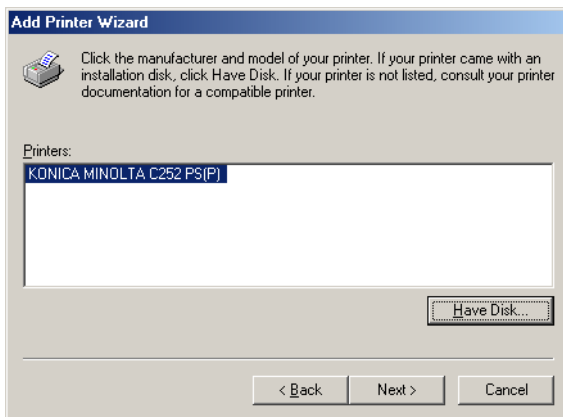 Add Printer Wizard
Click the manufacturer and model of your printer. If your printer came with an
installation disk, click Have Disk. If your printer is not listed, consult your printer
documentation for a compatible printer.
Printers:
KONICA MINOLTA C252 PS(P)
Have Disk...
< Back
Next >
Cancel